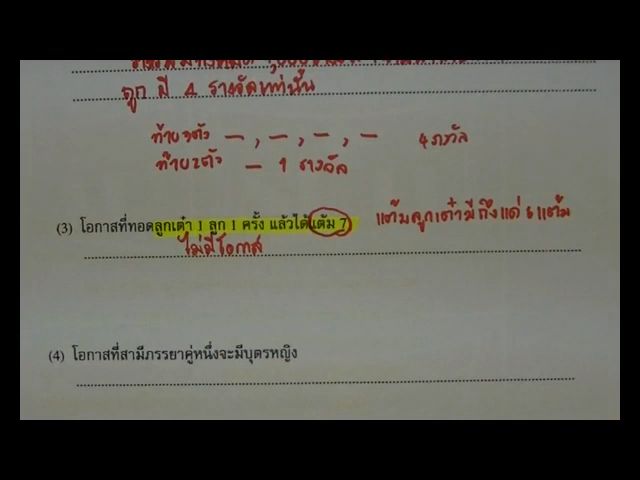 ถูก มี 4 รางวัลเท่านั้น
ท้าย 3ตัว –, –, –, – 4 รางวัล
ท้าย 2ตัว – 1 รางวัล
แต้มลูกเต๋ามีถึงแค่ 6 แต้ม
(3) โอกาสที่ทอดลูกเต๋า 1 ลูก 1 ครั้ง แล้วได้แต้ม 7
ไม่มีโอกาส
(4) โอกาสที่สามีภรรยาคู่หนึ่งจะมีบุตรหญิง